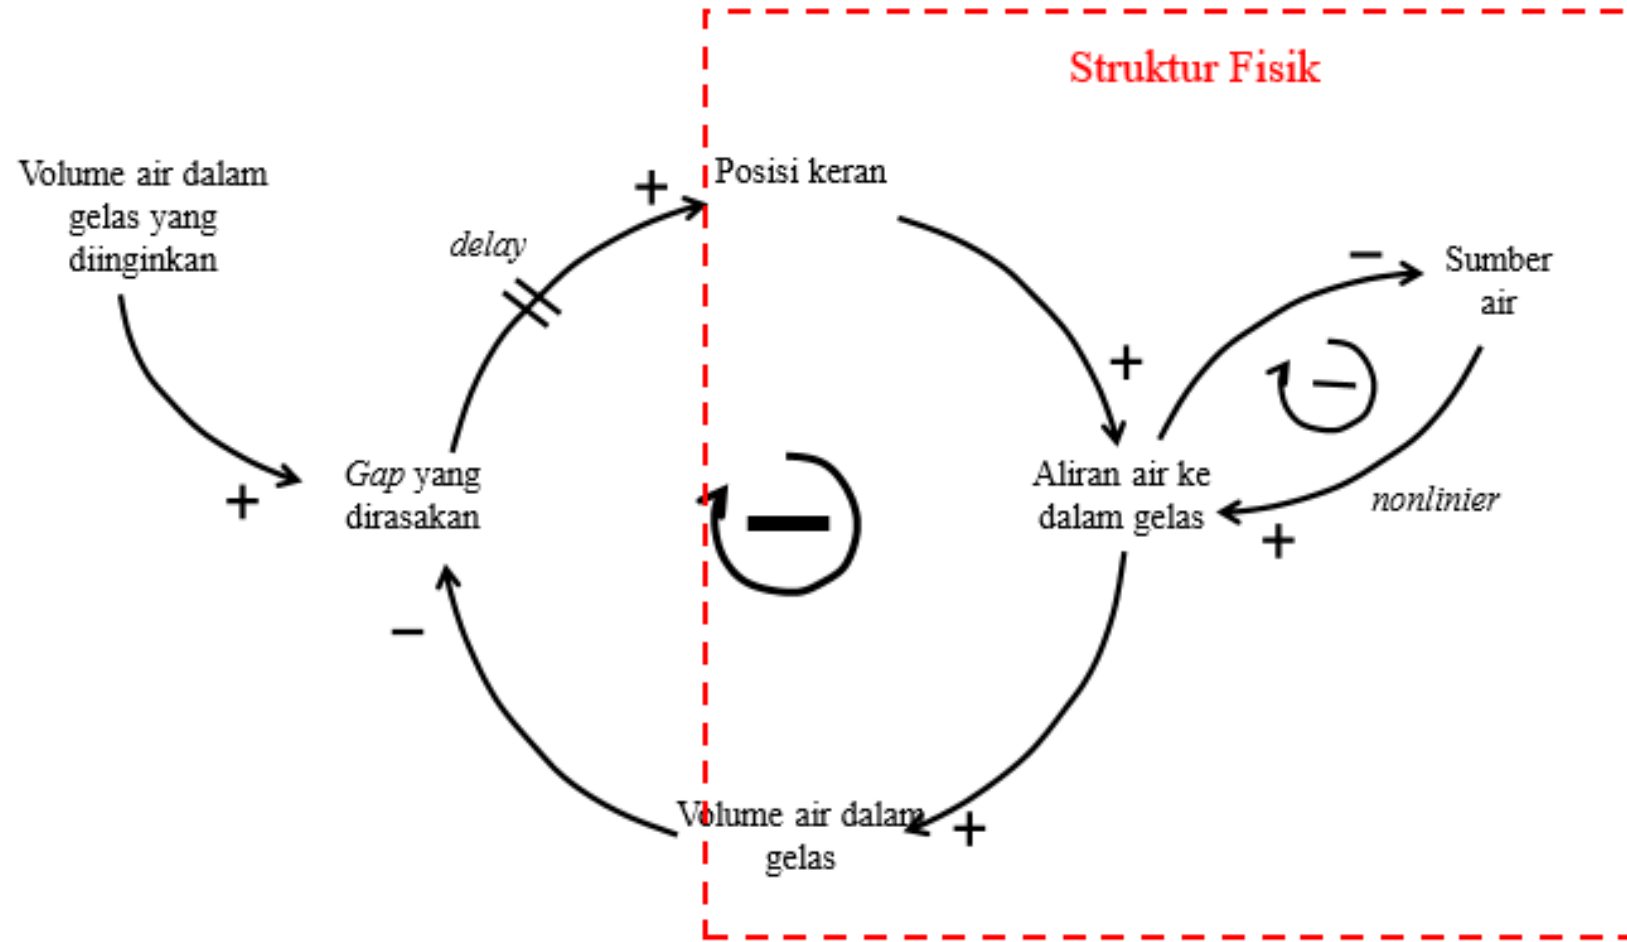 Struktur Fisik
Volume air dalam
gelas yang
diinginkan
+
delay
+
Posisi keran
+
−
Sumber
air
−
nonlinier
+
Gap yang
dirasakan
−
Aliran air ke
dalam gelas
−
Volume air dalam
gelas
+